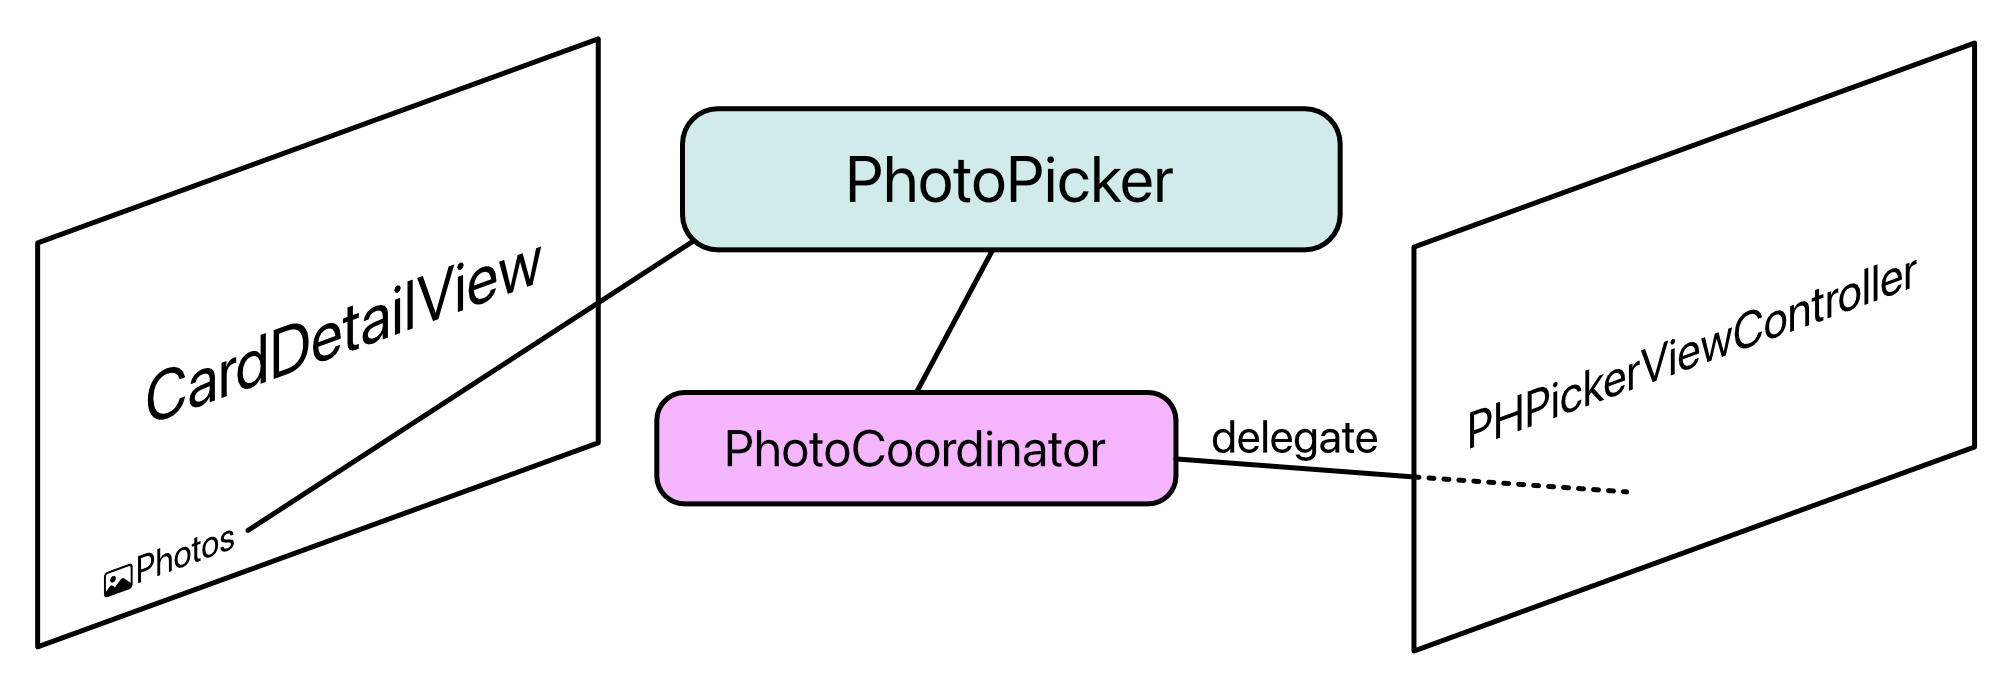 CardDetailView
Photos
PhotoPicker
PhotoCoordinator
delegate
PHPickerViewController